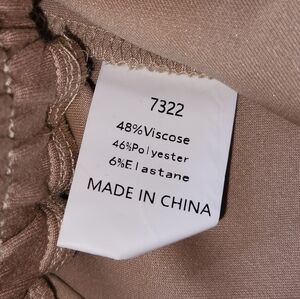 7322
48%Viscose
46%Polyester
6%Elastane
MADE IN CHINA